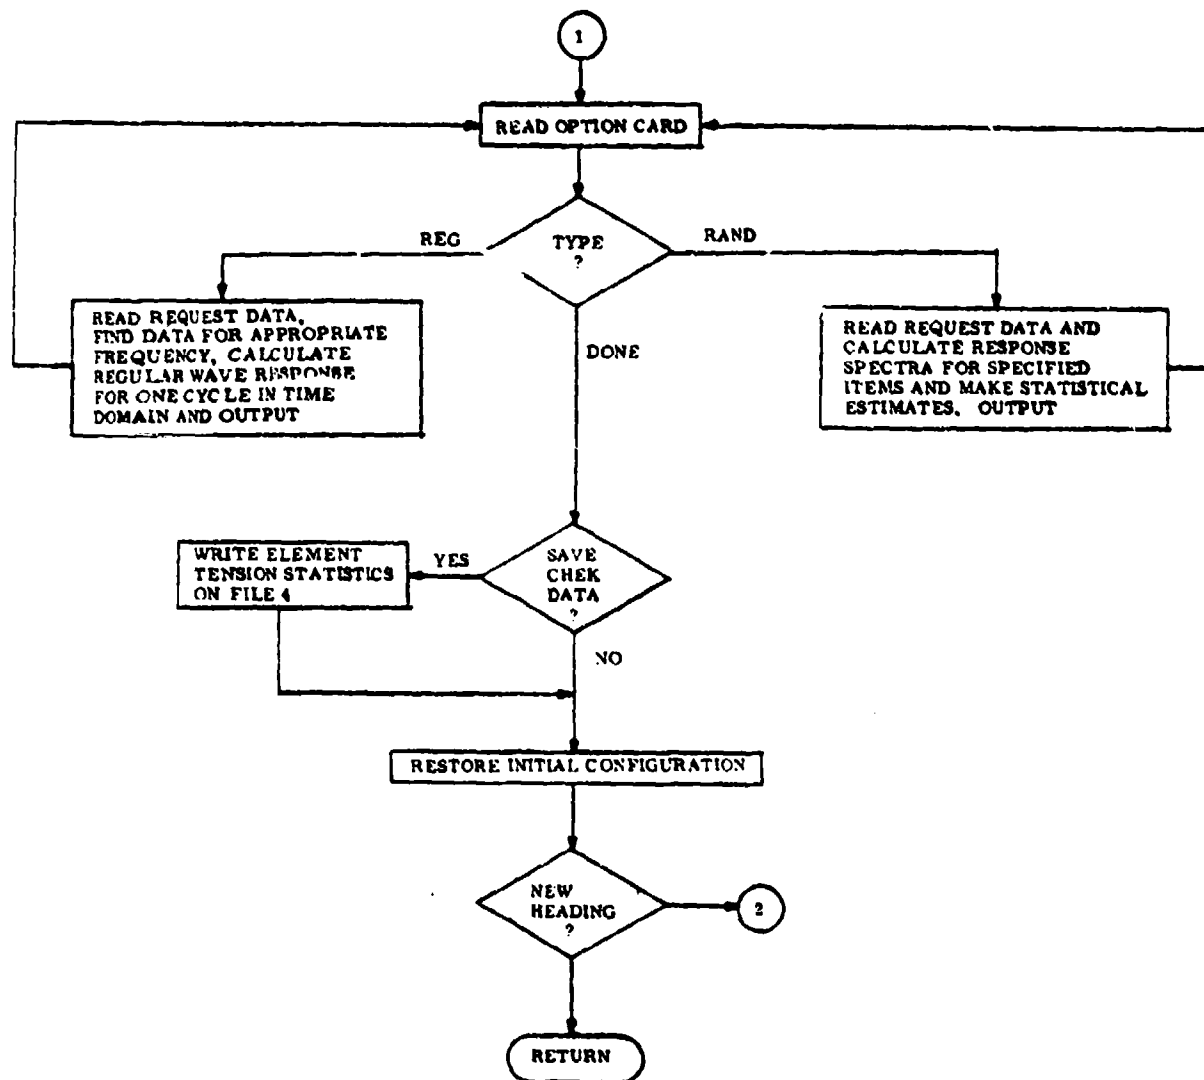 1
READ OPTION CARD
TYPE
?
REG
RAND
DONE
READ REQUEST DATA,
FIND DATA FOR APPROPRIATE
FREQUENCY, CALCULATE
REGULAR WAVE RESPONSE
FOR ONE CYCLE IN TIME
DOMAIN AND OUTPUT
READ REQUEST DATA AND
CALCULATE RESPONSE
SPECTRA FOR SPECIFIED
ITEMS AND MAKE STATISTICAL
ESTIMATES. OUTPUT
SAVE
CHEK
DATA
?
YES
WRITE ELEMENT
TENSION STATISTICS
ON FILE 4
NO
RESTORE INITIAL CONFIGURATION
NEW
HEADING
?
2
RETURN